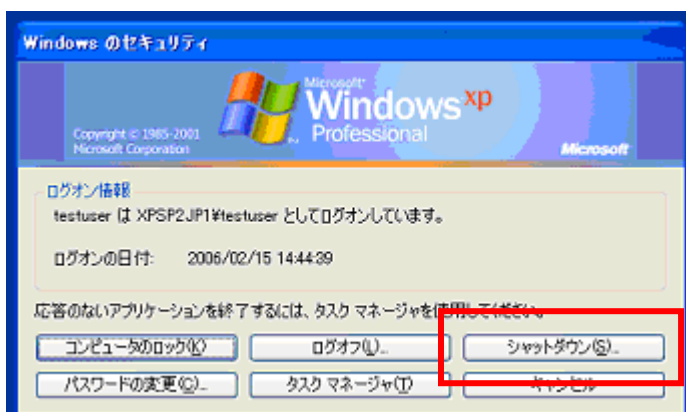 Windows のセキュリティ
Microsoft
Windows xp
Professional
Copyright © 1985-2001
Microsoft Corporation
Microsoft
ログオン情報
testuser は XPSP2JP1¥testuser としてログオンしています。
ログオンの日付: 2006/02/15 14:44:39
応答のないアプリケーションを終了するには、タスク マネージャを使用してください。
コンピュータのロック(K) ログオフ(L)... シャットダウン(S)...
パスワードの変更(C)... タスク マネージャ(T) キャンセル